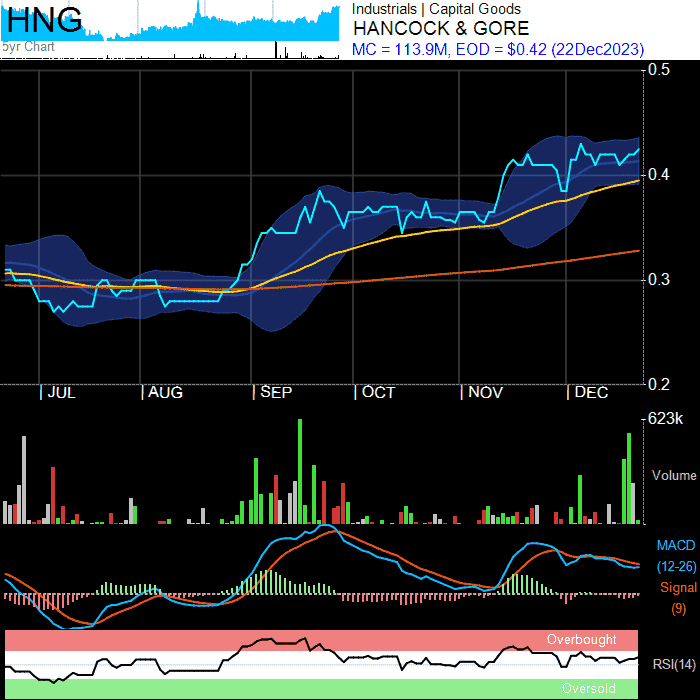 HNG
5yr Chart
Industrials | Capital Goods
HANCOCK & GORE
MC = 113.9M, EOD = $0.42 (22Dec2023)
0.5
0.4
0.3
0.2
| JUL | AUG | SEP | OCT | NOV | DEC
623k
Volume
MACD
(12-26)
Signal
(9)
Overbought
RSI(14)
Oversold